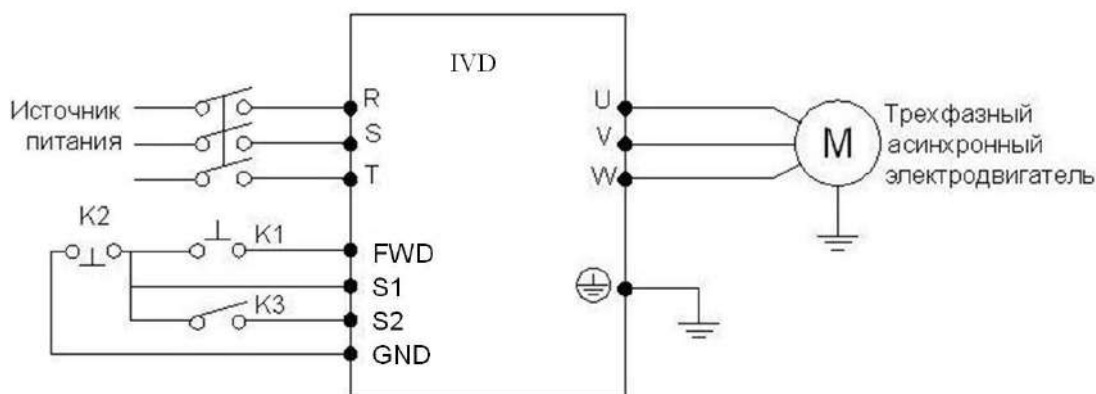 IVD
Источник
питания
R
S
T
U
V
W
M
Трехфазный
асинхронный
электродвигатель
K2
K1
K3
FWD
S1
S2
GND